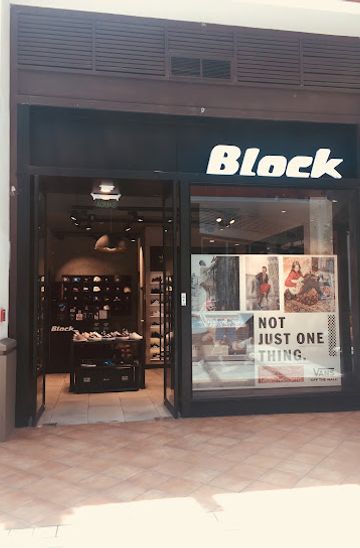 Block
Block
NOT
JUST ONE
THING.
VANS
"OFF THE WALL"